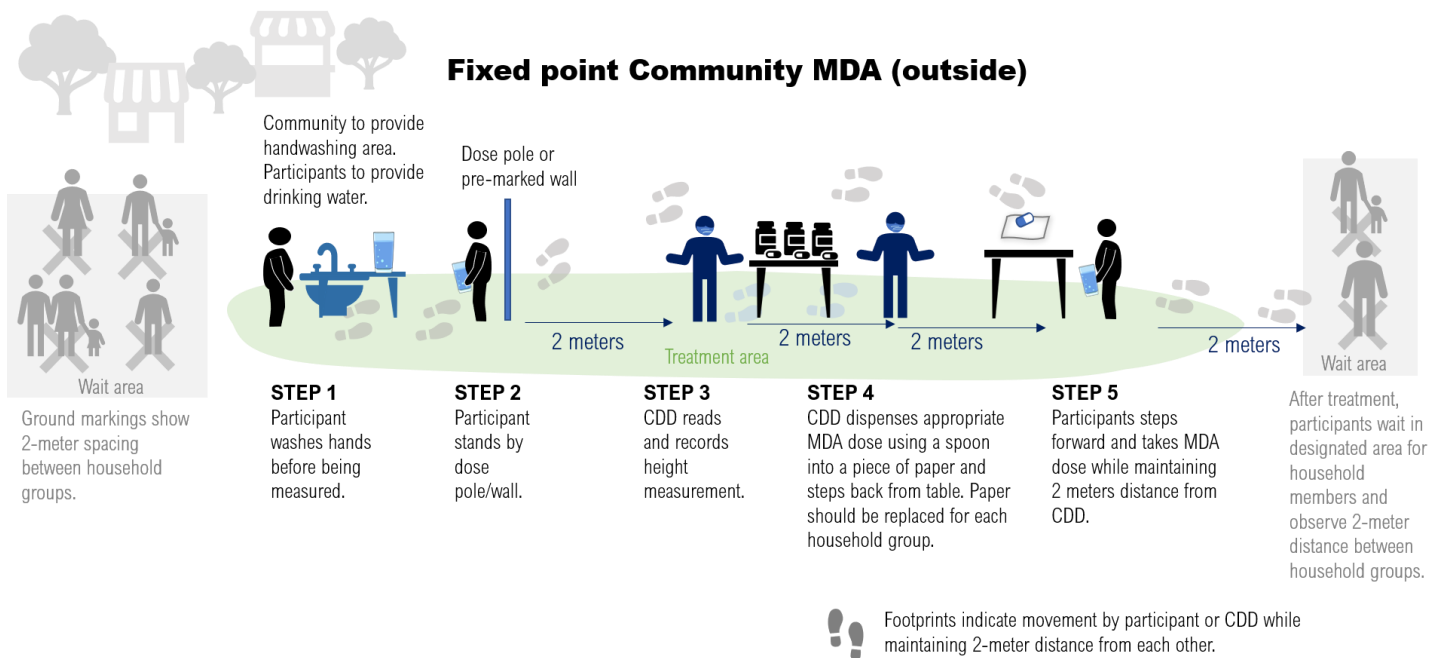 Fixed point Community MDA (outside)
Community to provide
handwashing area.
Participants to provide
drinking water.
Dose pole or
pre-marked wall
2 meters
2 meters
2 meters
2 meters
Treatment area
Wait area
Ground markings show
2-meter spacing
between household
groups.
STEP 1
Participant
washes hands
before being
measured.
STEP 2
Participant
stands by
dose
pole/wall.
STEP 3
CDD reads
and records
height
measurement.
STEP 4
CDD dispenses appropriate
MDA dose using a spoon
into a piece of paper and
steps back from table. Paper
should be replaced for each
household group.
STEP 5
Participants steps
forward and takes MDA
dose while maintaining
2 meters distance from
CDD.
Wait area
After treatment,
participants wait in
designated area for
household
members and
observe 2-meter
distance between
household groups.
Footprints indicate movement by participant or CDD while
maintaining 2-meter distance from each other.